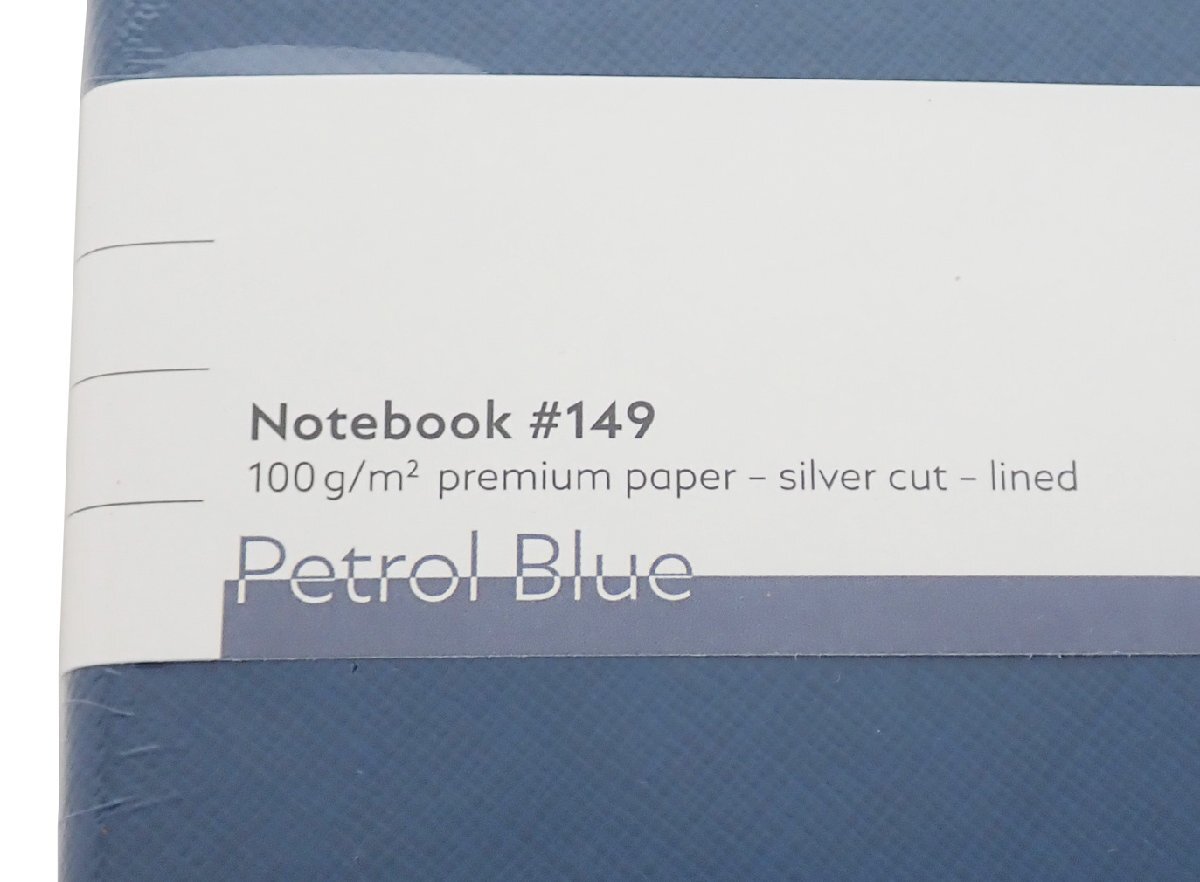 Notebook #149
100 g/m² premium paper – silver cut – lined
Petrol Blue